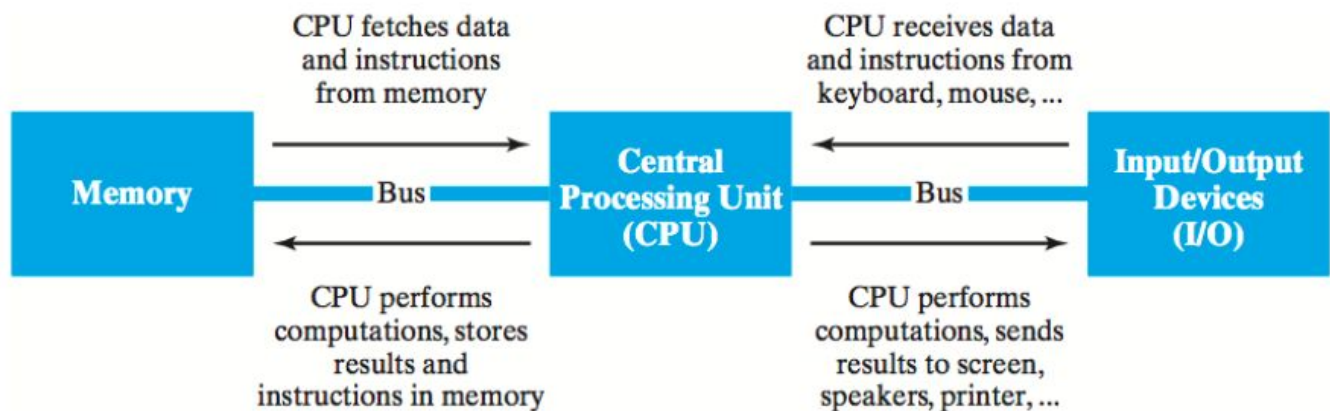 CPU fetches data
and instructions
from memory
CPU receives data
and instructions from
keyboard, mouse, ...
Memory
Bus
Central
Processing Unit
(CPU)
Bus
Input/Output
Devices
(I/O)
CPU performs
computations, stores
results and
instructions in memory
CPU performs
computations, sends
results to screen,
speakers, printer, ...